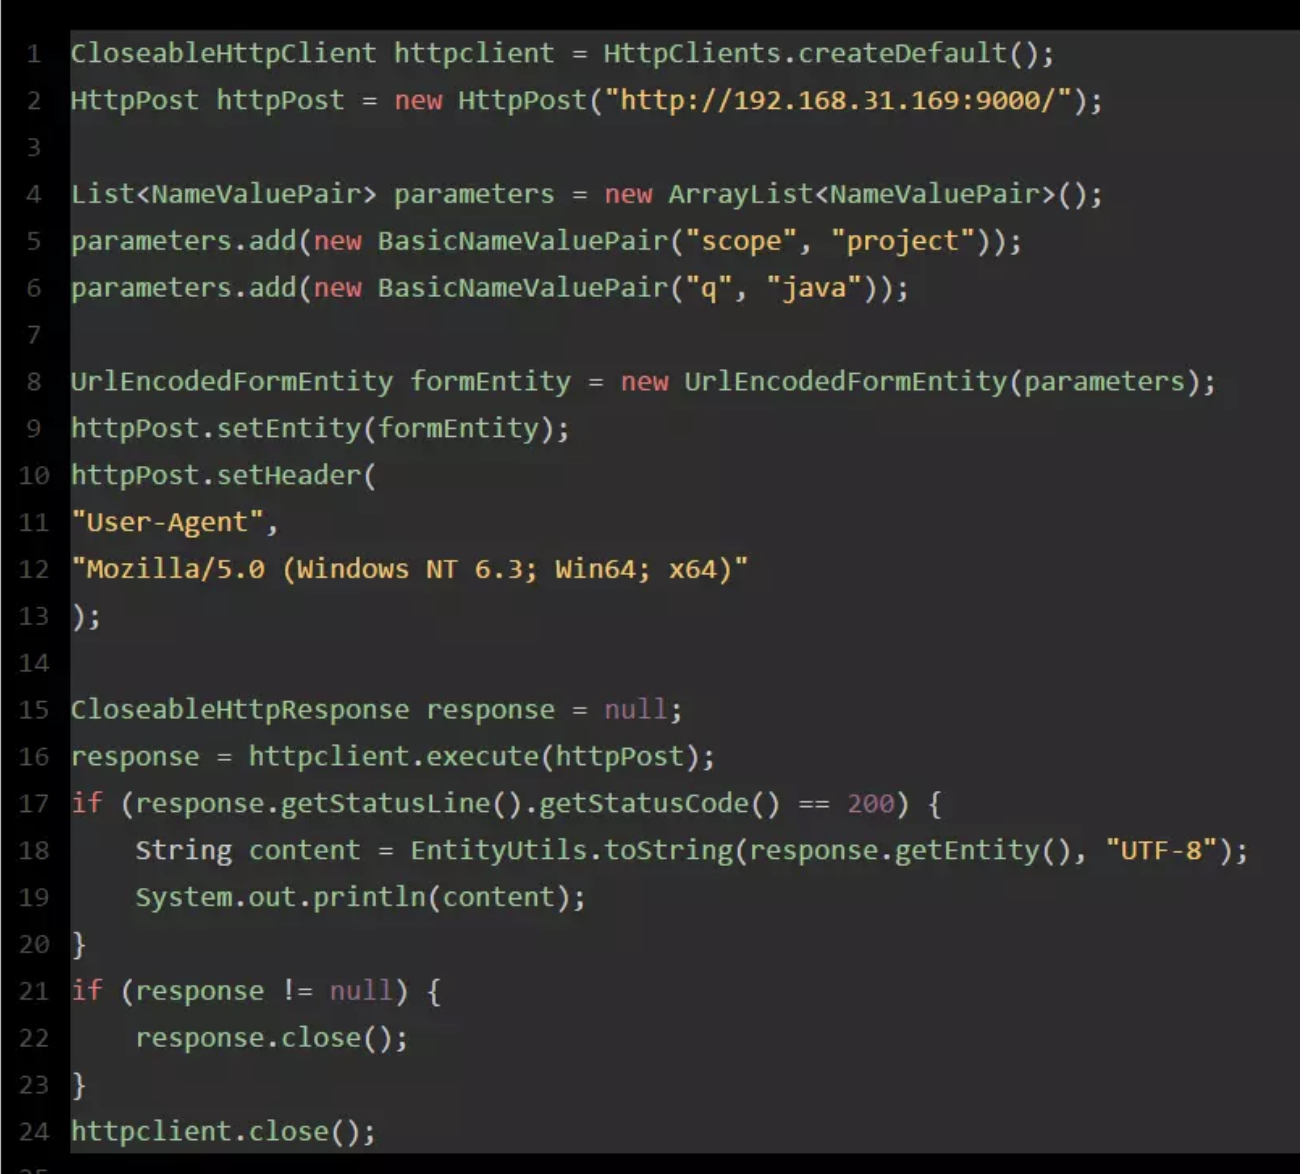 1 CloseableHttpClient httpclient = HttpClients.createDefault();
2 HttpPost httpPost = new HttpPost("http://192.168.31.169:9000/");
3
4 List<NameValuePair> parameters = new ArrayList<NameValuePair>();
5 parameters.add(new BasicNameValuePair("scope", "project"));
6 parameters.add(new BasicNameValuePair("q", "java"));
7
8 UrlEncodedFormEntity formEntity = new UrlEncodedFormEntity(parameters);
9 httpPost.setEntity(formEntity);
10 httpPost.setHeader(
11 "User-Agent",
12 "Mozilla/5.0 (Windows NT 6.3; Win64; x64)"
13 );
14
15 CloseableHttpResponse response = null;
16 response = httpclient.execute(httpPost);
17 if (response.getStatusLine().getStatusCode() == 200) {
18     String content = EntityUtils.toString(response.getEntity(), "UTF-8");
19     System.out.println(content);
20 }
21 if (response != null) {
22     response.close();
23 }
24 httpclient.close();
25